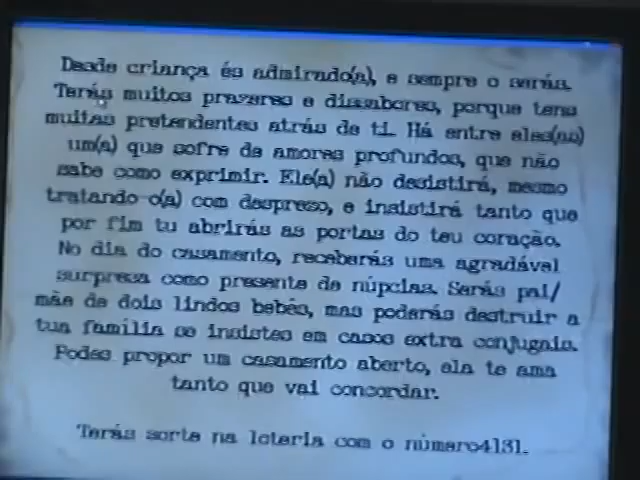 Desde criança és admirado(a), e sempre o serás.
Terás muitos prazeres e dissabores, porque tens
muitas pretendentes atrás de ti. Há entre eles(as)
um(a) que sofre de amores profundos, que não
sabe como exprimir. Ele(a) não desistirá, mesmo
tratando-o(a) com desprezo, e insistirá tanto que
por fim tu abrirás as portas do teu coração.
No dia do casamento, receberás uma agradável
surpresa como presente de núpcias. Serás pai/
mãe de dois lindos bebés, mas poderás destruir a
tua família se insistes em casos extra conjugais.
Podes propor um casamento aberto, ela te ama
tanto que vai concordar.
Terás sorte na loteria com o número4131.